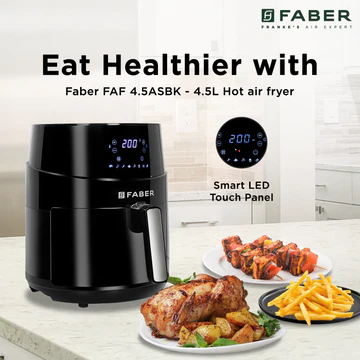 FABER
FRANKE'S AIR EXPERT
Eat Healthier with
Faber FAF 4.5ASBK - 4.5L Hot air fryer
200°
200°
FABER
Smart LED
Touch Panel